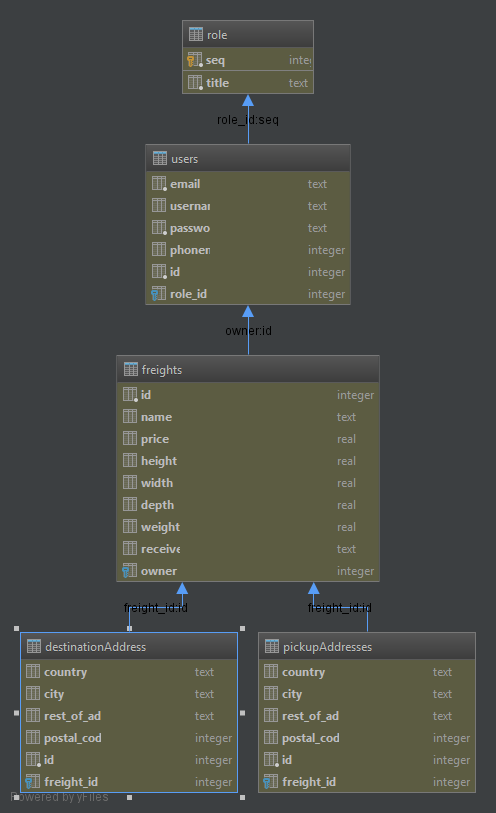 role
seq inte
title text
role_id:seq
users
email text
usernar text
passwo text
phonen integer
id integer
role_id integer
owner:id
freights
id integer
name text
price real
height real
width real
depth real
weight real
receive text
owner integer
freight_id:id freight_id:id
destinationAddress
country text
city text
rest_of_ad text
postal_cod integer
id integer
freight_id integer
pickupAddresses
country text
city text
rest_of_ad text
postal_cod integer
id integer
freight_id integer
Powered by yFiles